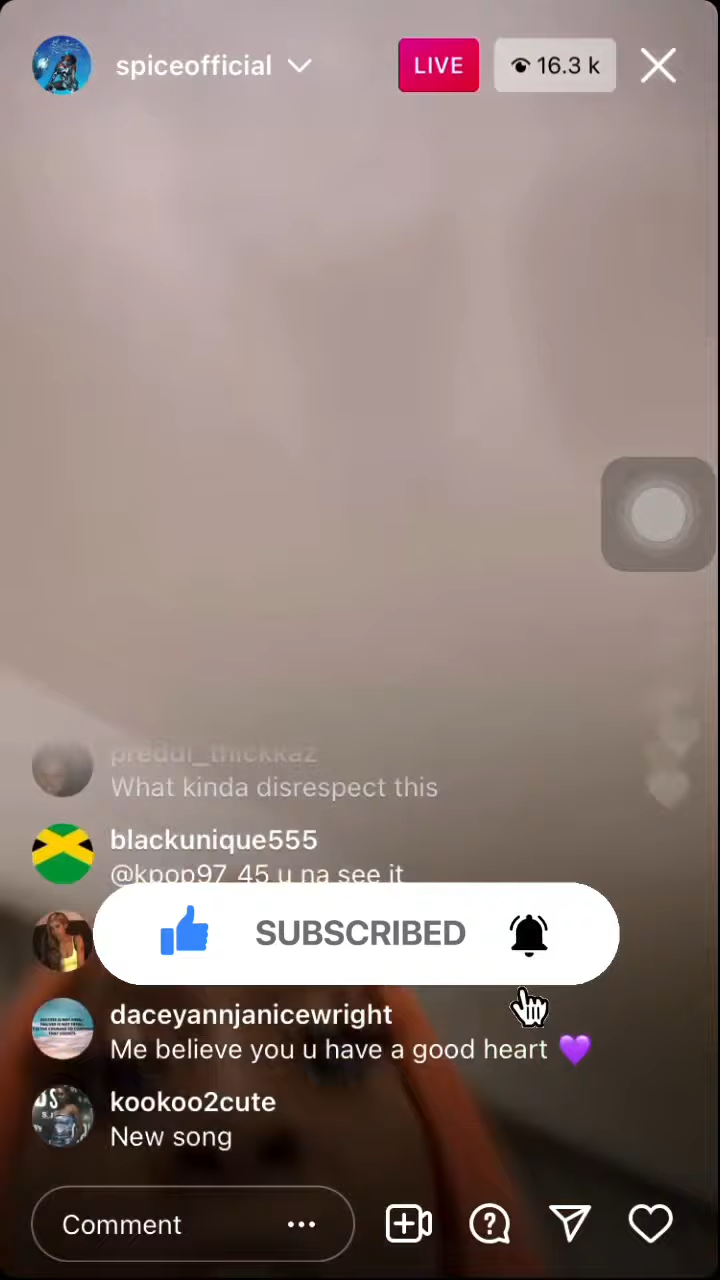 spiceofficial
LIVE
16.3 k
preddi_thickkaz
What kinda disrespect this
blackunique555
@kpop97_45 u na see it
SUBSCRIBED
daceyannjanicewright
Me believe you u have a good heart 💜
kookoo2cute
New song
Comment